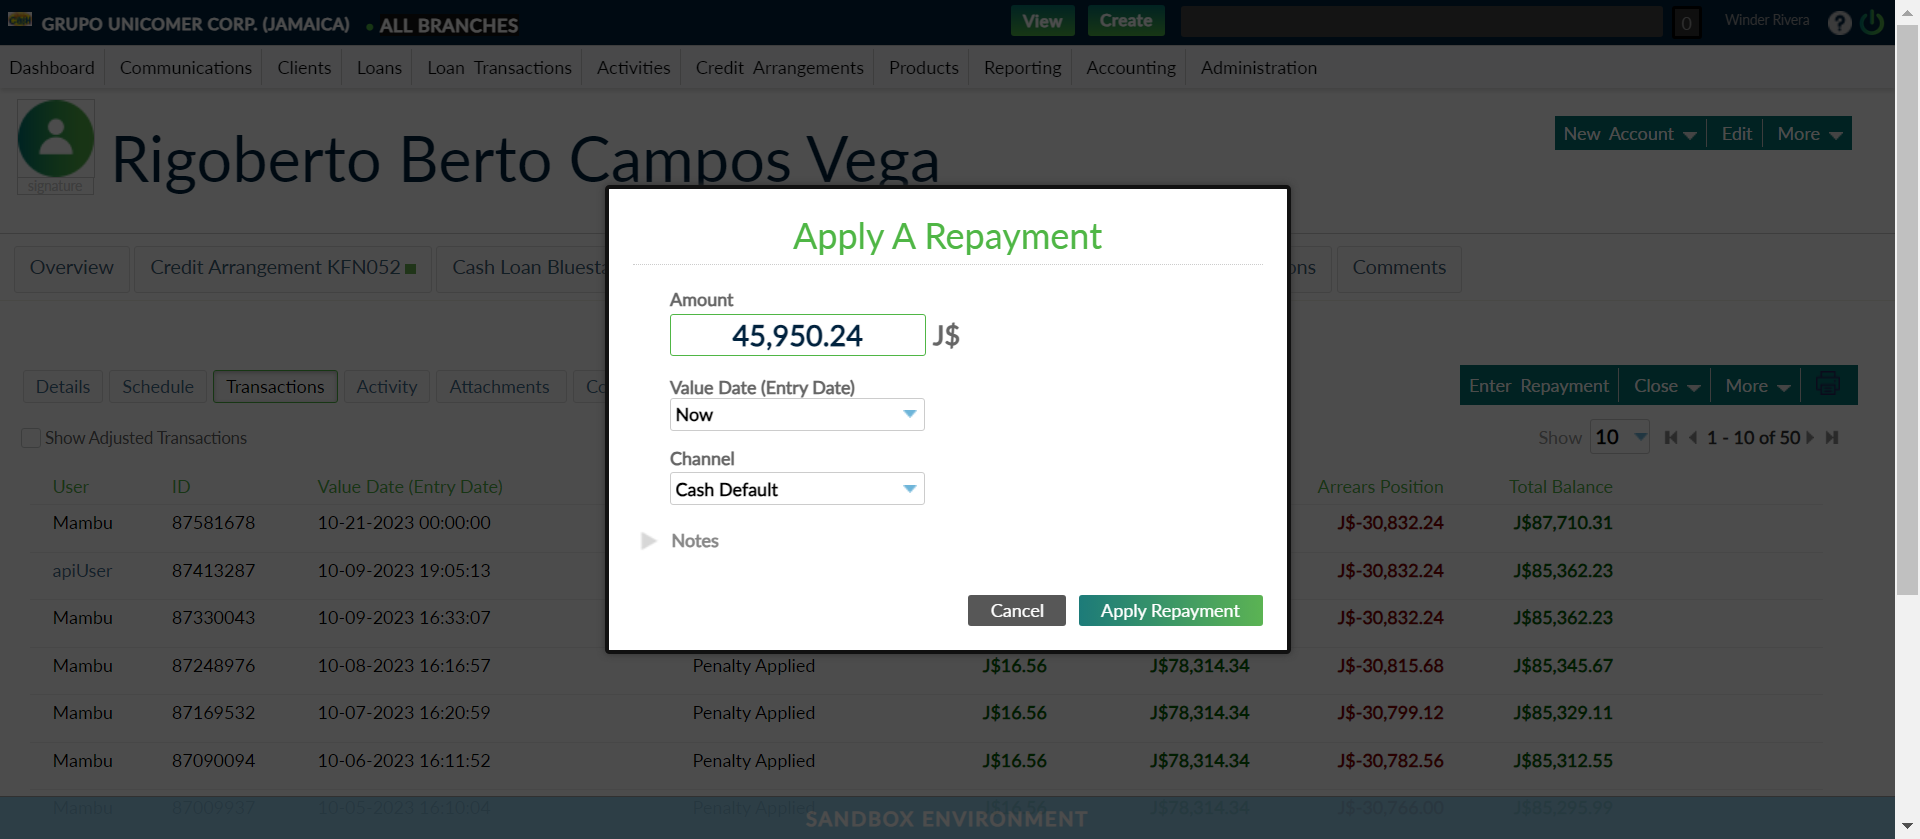 GRUPO UNICOMER CORP. (JAMAICA) ALL BRANCHES View Create 0 Winder Rivera ?
Dashboard Communications Clients Loans Loan Transactions Activities Credit Arrangements Products Reporting Accounting Administration
Rigoberto Berto Campos Vega
signature
New Account Edit More
Overview Credit Arrangement KFN052 Cash Loan Bluesta ons Comments
Apply A Repayment
Amount
45,950.24 J$
Value Date (Entry Date)
Now
Channel
Cash Default
Notes
Cancel Apply Repayment
Details Schedule Transactions Activity Attachments Co
Enter Repayment Close More
Show Adjusted Transactions
Show 10 1 - 10 of 50
User ID Value Date (Entry Date) Arrears Position Total Balance
Mambu 87581678 10-21-2023 00:00:00 J$-30,832.24 J$87,710.31
apiUser 87413287 10-09-2023 19:05:13 J$-30,832.24 J$85,362.23
Mambu 87330043 10-09-2023 16:33:07 J$-30,832.24 J$85,362.23
Mambu 87248976 10-08-2023 16:16:57 Penalty Applied J$16.56 J$78,314.34 J$-30,815.68 J$85,345.67
Mambu 87169532 10-07-2023 16:20:59 Penalty Applied J$16.56 J$78,314.34 J$-30,799.12 J$85,329.11
Mambu 87090094 10-06-2023 16:11:52 Penalty Applied J$16.56 J$78,314.34 J$-30,782.56 J$85,312.55
Mambu 87009937 10-05-2023 16:10:04 Penalty Applied J$16.56 J$78,314.34 J$-30,766.00 J$85,295.99
SANDBOX ENVIRONMENT